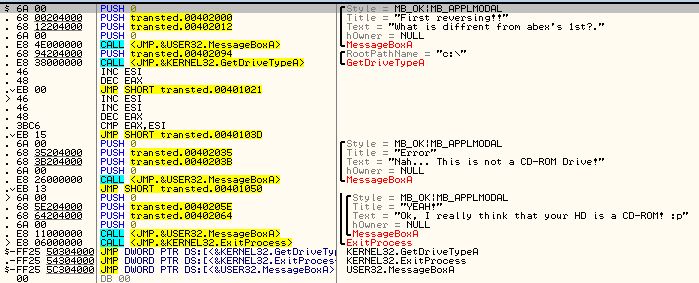 $ 6A 00 PUSH 0 Style = MB_OK|MB_APPLMODAL
. 68 00204000 PUSH transted.00402000 Title = "First reversing!!"
. 68 12204000 PUSH transted.00402012 Text = "What is diffrent from abex's 1st?."
. 6A 00 PUSH 0 hOwner = NULL
. E8 4E000000 CALL <JMP.&USER32.MessageBoxA> MessageBoxA
. 68 94204000 PUSH transted.00402094 RootPathName = "c:\"
. E8 38000000 CALL <JMP.&KERNEL32.GetDriveTypeA> GetDriveTypeA
. 46 INC ESI
. 48 DEC EAX
.vEB 00 JMP SHORT transted.00401021
> 46 INC ESI
. 46 INC ESI
. 48 DEC EAX
. 3BC6 CMP EAX,ESI
. EB 15 JMP SHORT transted.0040103D
. 6A 00 PUSH 0 Style = MB_OK|MB_APPLMODAL
. 68 35204000 PUSH transted.00402035 Title = "Error"
. 68 3B204000 PUSH transted.0040203B Text = "Nah... This is not a CD-ROM Drive!"
. 6A 00 PUSH 0 hOwner = NULL
. E8 26000000 CALL <JMP.&USER32.MessageBoxA> MessageBoxA
.vEB 13 JMP SHORT transted.00401050
> 6A 00 PUSH 0 Style = MB_OK|MB_APPLMODAL
. 68 5E204000 PUSH transted.0040205E Title = "YEAH!"
. 68 64204000 PUSH transted.00402064 Text = "Ok, I really think that your HD is a CD-ROM! :p"
. 6A 00 PUSH 0 hOwner = NULL
. E8 11000000 CALL <JMP.&USER32.MessageBoxA> MessageBoxA
> E8 06000000 CALL <JMP.&KERNEL32.ExitProcess> ExitProcess
$-FF25 50304000 JMP DWORD PTR DS:[<&KERNEL32.GetDriveTyp KERNEL32.GetDriveTypeA
.-FF25 54304000 JMP DWORD PTR DS:[<&KERNEL32.ExitProces KERNEL32.ExitProcess
$-FF25 5C304000 JMP DWORD PTR DS:[<&USER32.MessageBoxA>] USER32.MessageBoxA
00 DB 00